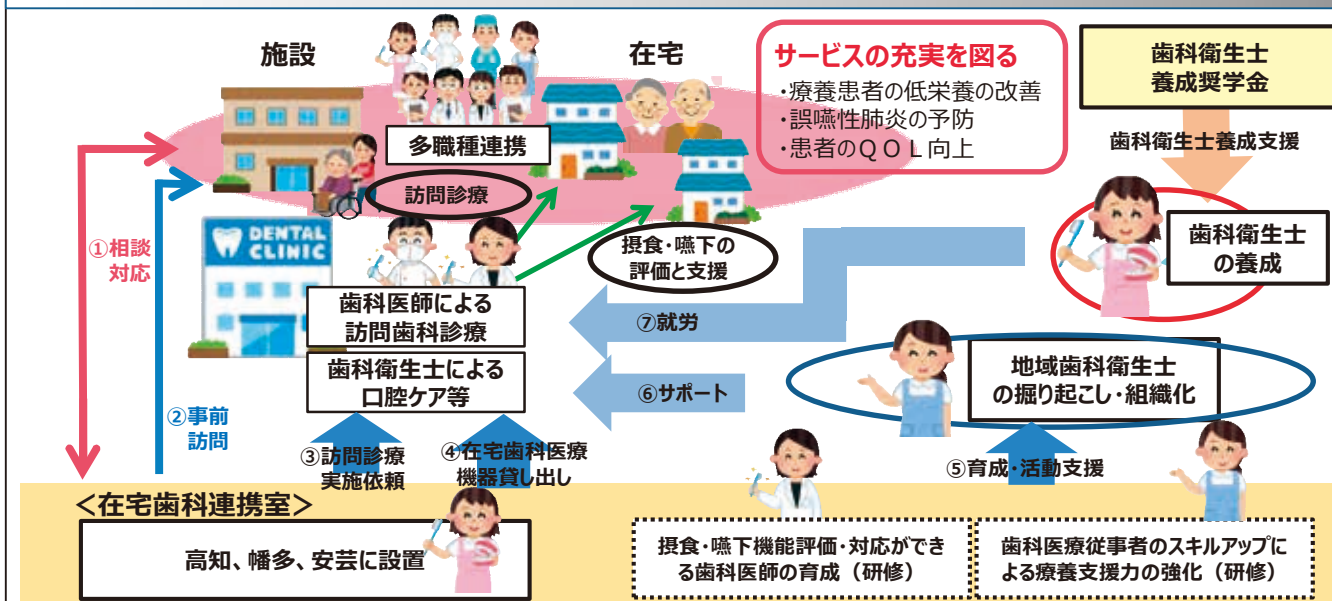 施設
在宅
多職種連携
訪問診療
サービスの充実を図る
・療養患者の低栄養の改善
・誤嚥性肺炎の予防
・患者のＱＯＬ向上
歯科衛生士
養成奨学金
歯科衛生士養成支援
歯科衛生士
の養成
①相談
対応
DENTAL
CLINIC
摂食・嚥下の
評価と支援
歯科医師による
訪問歯科診療
⑦就労
歯科衛生士による
口腔ケア等
⑥サポート
地域歯科衛生士
の掘り起こし・組織化
②事前
訪問
③訪問診療
実施依頼
④在宅歯科医療
機器貸し出し
⑤育成・活動支援
＜在宅歯科連携室＞
高知、幡多、安芸に設置
摂食・嚥下機能評価・対応ができ
る歯科医師の育成（研修）
歯科医療従事者のスキルアップに
よる療養支援力の強化（研修）